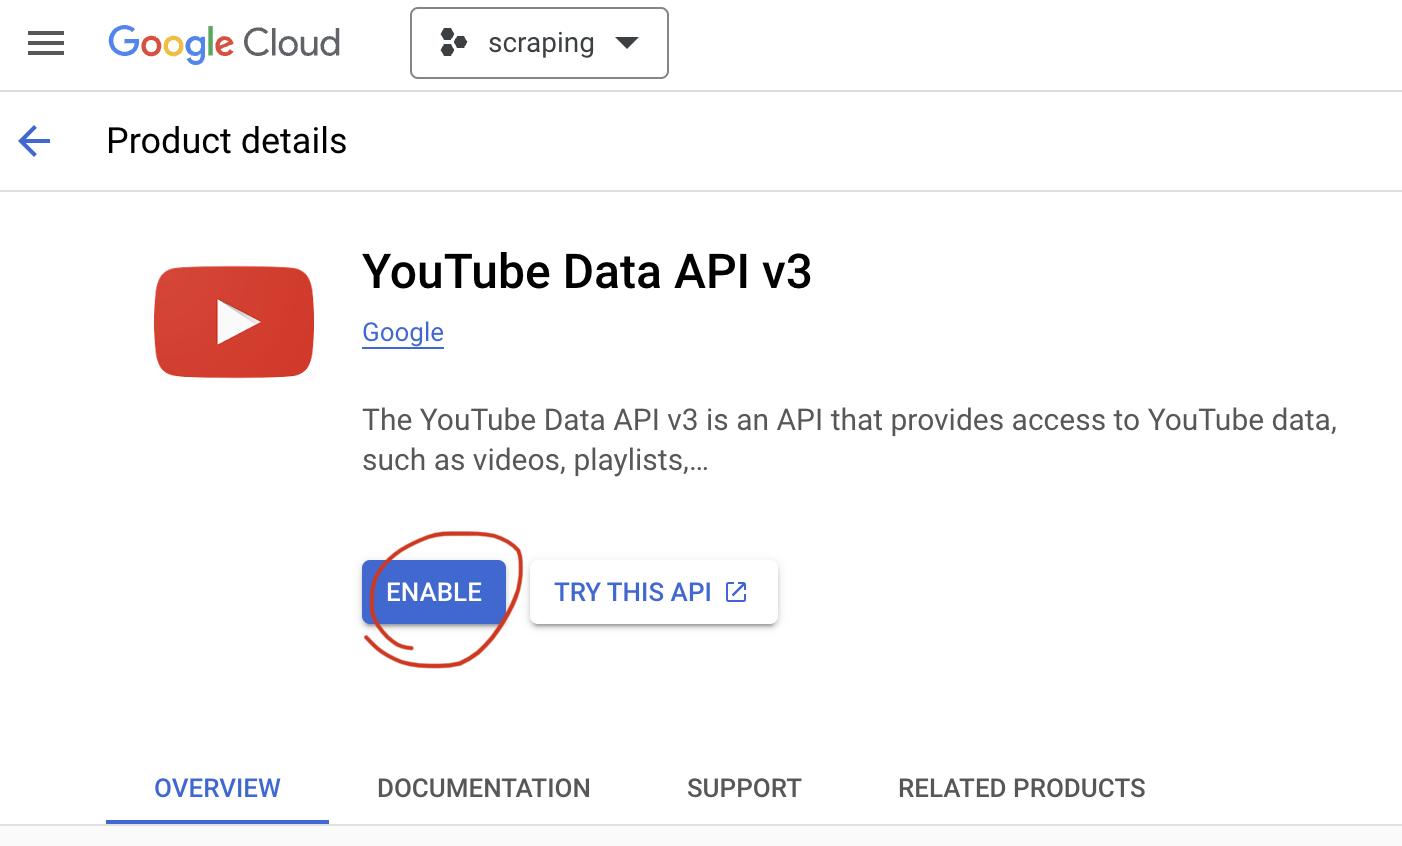 Google Cloud
scraping
Product details
YouTube Data API v3
Google
The YouTube Data API v3 is an API that provides access to YouTube data,
such as videos, playlists,...
ENABLE
TRY THIS API
OVERVIEW
DOCUMENTATION
SUPPORT
RELATED PRODUCTS